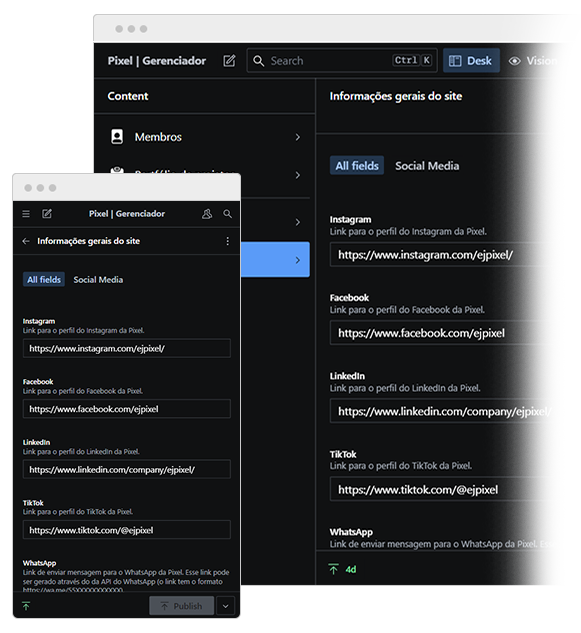 Pixel | Gerenciador
Search
Ctrl K
Desk
Vision
Content
Informações gerais do site
Membros
All fields
Social Media
Instagram
Link para o perfil do Instagram da Pixel.
https://www.instagram.com/ejpixel/
Facebook
Link para o perfil do Facebook da Pixel.
https://www.facebook.com/ejpixel
LinkedIn
Link para o perfil do LinkedIn da Pixel.
https://www.linkedin.com/company/ejpixel/
TikTok
Link para o perfil do TikTok da Pixel.
https://www.tiktok.com/@ejpixel
WhatsApp
Link de enviar mensagem para o WhatsApp da Pixel.
4d
Pixel | Gerenciador
Informações gerais do site
All fields
Social Media
Instagram
Link para o perfil do Instagram da Pixel.
https://www.instagram.com/ejpixel/
Facebook
Link para o perfil do Facebook da Pixel.
https://www.facebook.com/ejpixel
LinkedIn
Link para o perfil do LinkedIn da Pixel.
https://www.linkedin.com/company/ejpixel/
TikTok
Link para o perfil do TikTok da Pixel.
https://www.tiktok.com/@ejpixel
WhatsApp
Link de enviar mensagem para o WhatsApp da Pixel. Esse link pode
ser gerado através do da API do WhatsApp (o link tem o formato
Publish